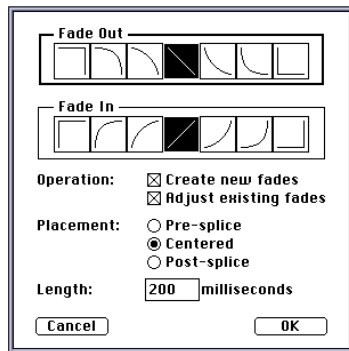 Fade Out
Fade In
Operation: Create new fades
Adjust existing fades
Placement: Pre-splice
Centered
Post-splice
Length: 200 milliseconds
Cancel OK